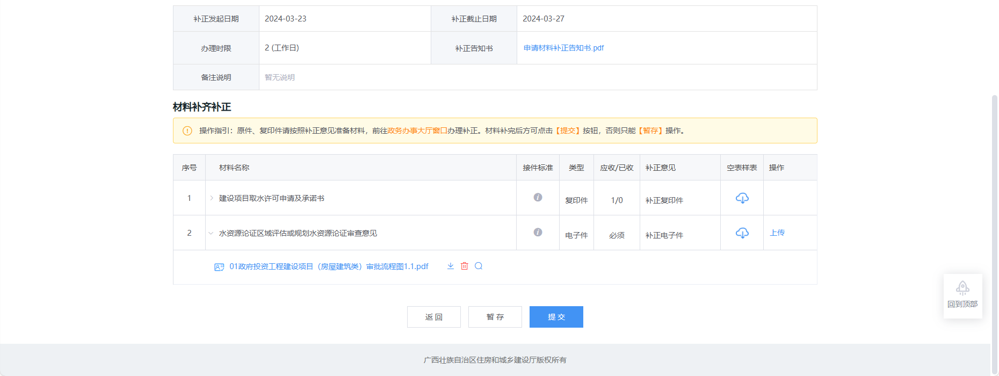 补正发起日期 2024-03-23 补正截止日期 2024-03-27
办理时限 2 (工作日) 补正告知书 申请材料补正告知书.pdf
备注说明 暂无说明
材料补齐补正
操作指引：原件、复印件请按照补正意见准备材料，前往政务办事大厅窗口办理补正。材料补完后方可点击【提交】按钮，否则只能【暂存】操作。
序号 材料名称 接件标准 类型 应收/已收 补正意见 空表样表 操作
1 建设项目取水许可申请及承诺书 复印件 1/0 补正复印件
2 水资源论证区域评估或规划水资源论证审查意见 电子件 必须 补正电子件 上传
01政府投资工程建设项目（房屋建筑类）审批流程图1.1.pdf
回到顶部
返回 暂存 提交
广西壮族自治区住房和城乡建设厅版权所有